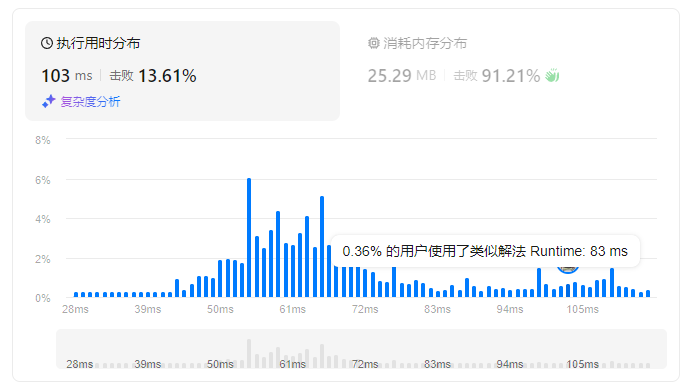 执行用时分布
103 ms | 击败 13.61%
复杂度分析
消耗内存分布
25.29 MB | 击败 91.21%
8%
6%
4%
2%
0%
0.36% 的用户使用了类似解法 Runtime: 83 ms
28ms 39ms 50ms 61ms 72ms 83ms 94ms 105ms
28ms 39ms 50ms 61ms 72ms 83ms 94ms 105ms